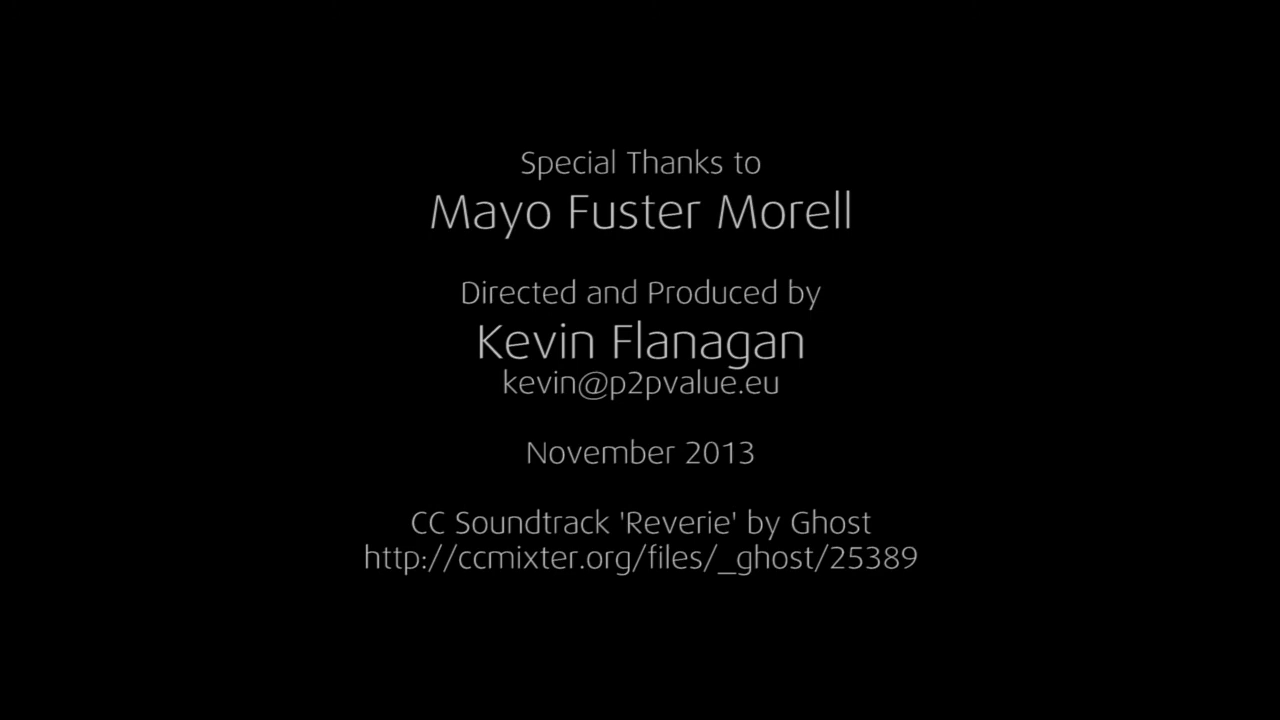 Special Thanks to
Mayo Fuster Morell
Directed and Produced by
Kevin Flanagan
kevin@p2pvalue.eu
November 2013
CC Soundtrack 'Reverie' by Ghost
http://ccmixter.org/files/_ghost/25389